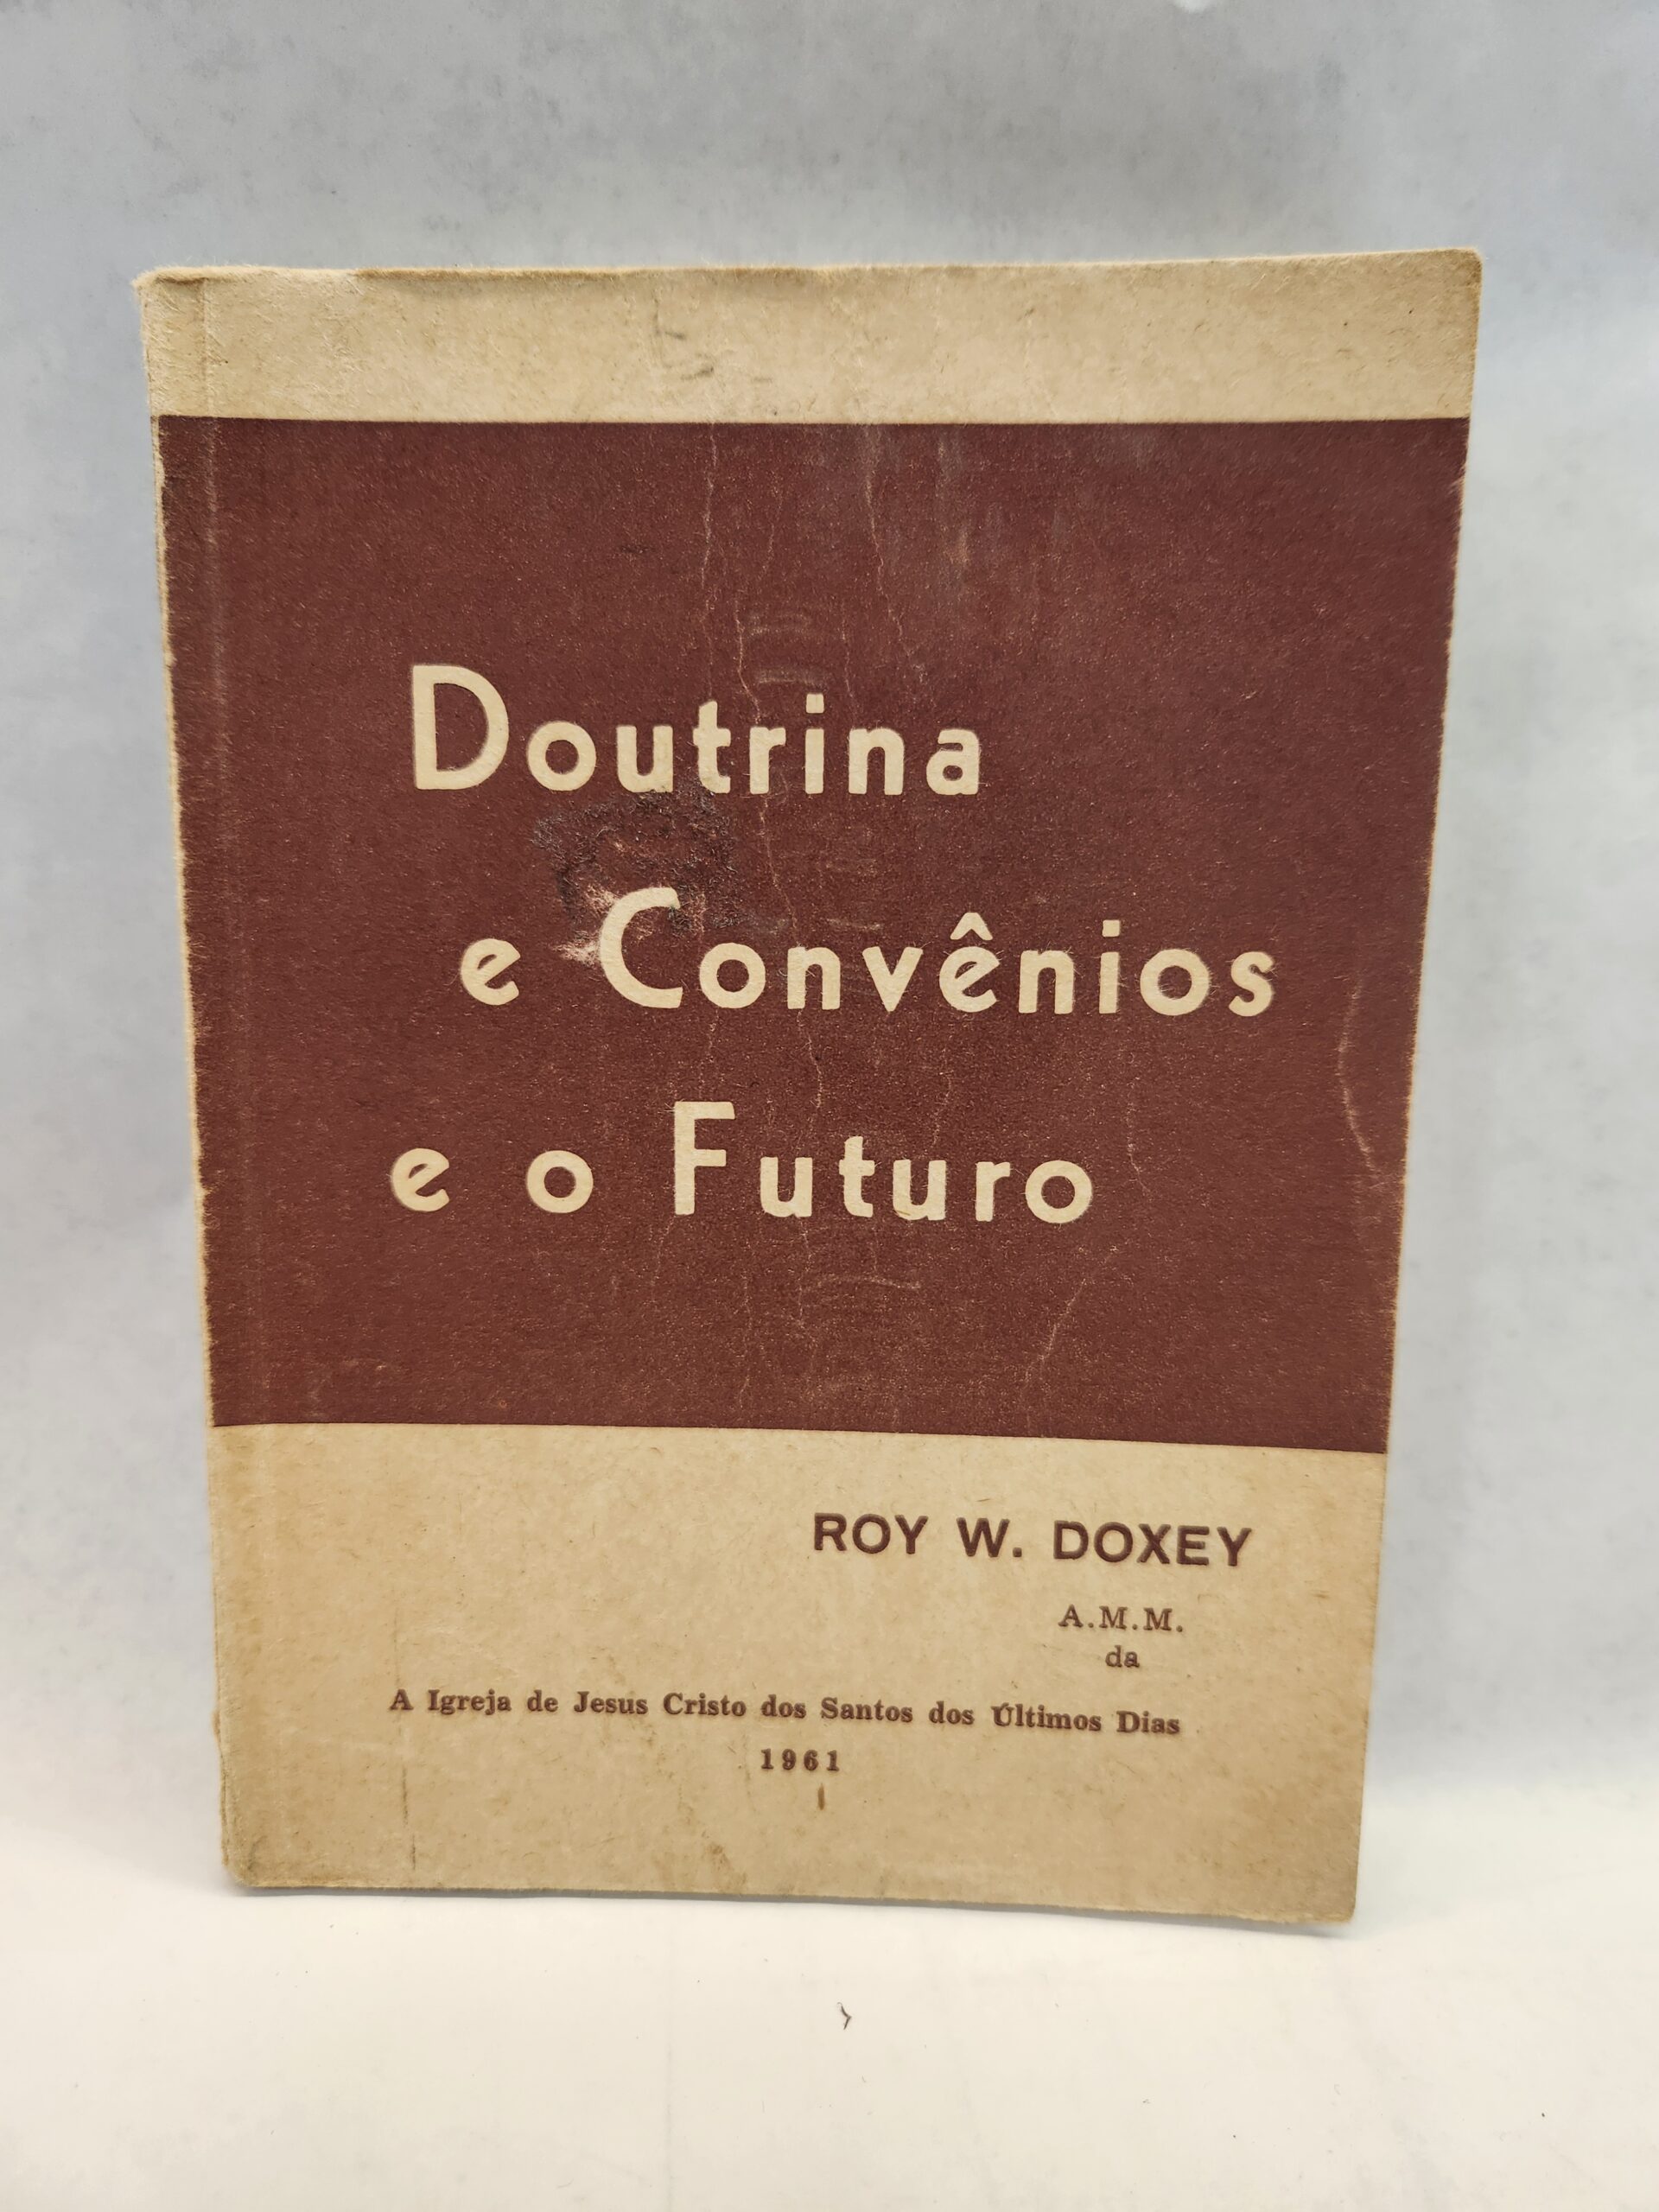 Doutrina
e Convênios
e o Futuro
ROY W. DOXEY
A.M.M.
da
A Igreja de Jesus Cristo dos Santos dos Últimos Dias
1961